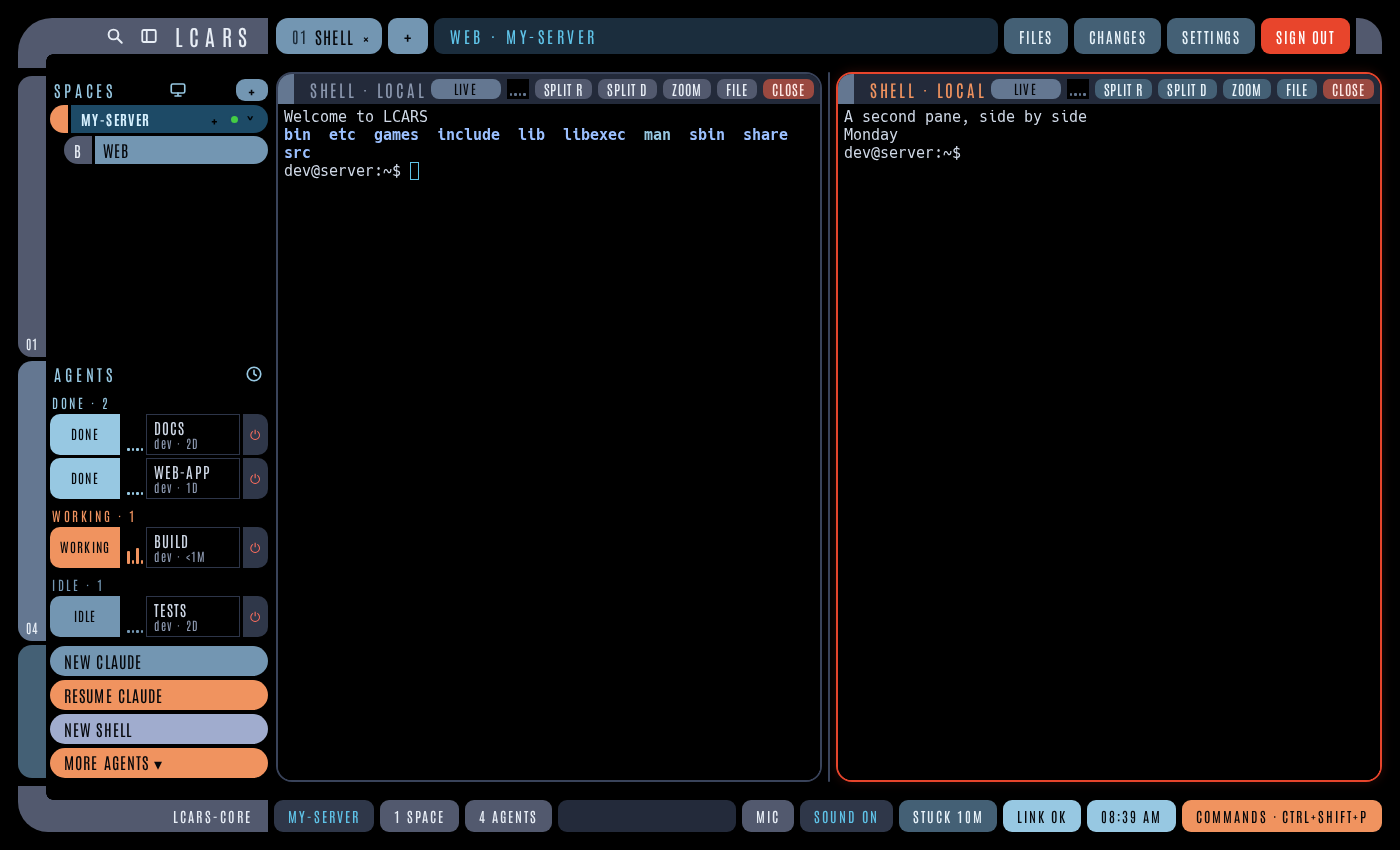 LCARS
01 SHELL ×
+
WEB · MY-SERVER
FILES
CHANGES
SETTINGS
SIGN OUT
SPACES
+
MY-SERVER +
B WEB
01
AGENTS
DONE · 2
DONE
DOCS
dev · 2D
DONE
WEB-APP
dev · 1D
WORKING · 1
WORKING
BUILD
dev · <1M
IDLE · 1
IDLE
TESTS
dev · 2D
04
NEW CLAUDE
RESUME CLAUDE
NEW SHELL
MORE AGENTS ▾
SHELL · LOCAL
LIVE
SPLIT R
SPLIT D
ZOOM
FILE
CLOSE
Welcome to LCARS
bin etc games include lib libexec man sbin share
src
dev@server:~$
SHELL · LOCAL
LIVE
SPLIT R
SPLIT D
ZOOM
FILE
CLOSE
A second pane, side by side
Monday
dev@server:~$
LCARS-CORE
MY-SERVER
1 SPACE
4 AGENTS
MIC
SOUND ON
STUCK 10M
LINK OK
08:39 AM
COMMANDS · CTRL+SHIFT+P